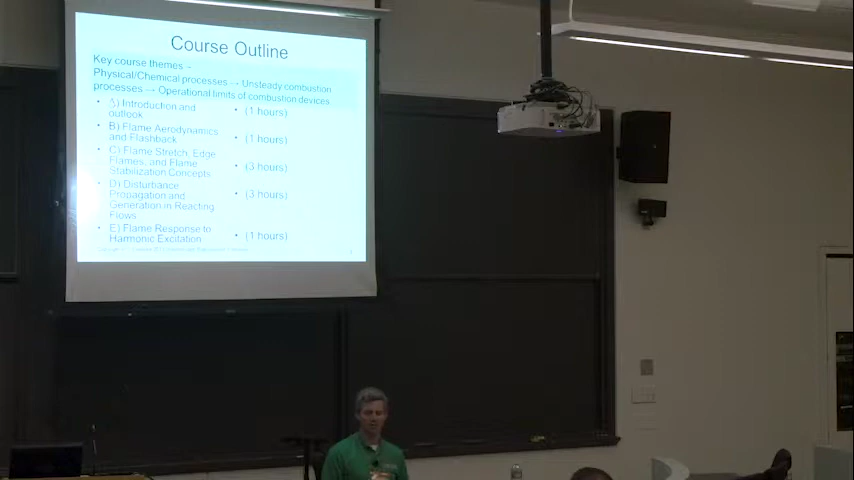 Course Outline
Key course themes –
Physical/Chemical processes -- Unsteady combustion
processes --- Operational limits of combustion devices
• A) Introduction and
outlook
• (1 hours)
• B) Flame Aerodynamics
and Flashback
• (1 hours)
• C) Flame Stretch, Edge
Flames, and Flame
Stabilization Concepts
• (3 hours)
• D) Disturbance
Propagation and
Generation in Reacting
Flows
• (3 hours)
• E) Flame Response to
Harmonic Excitation
• (1 hours)